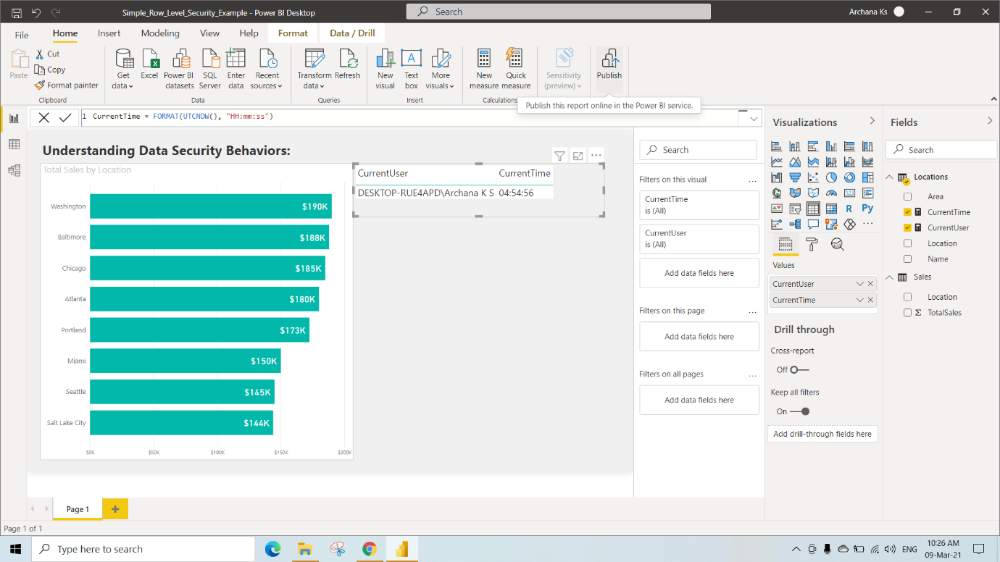 Simple_Row_Level_Security_Example - Power BI Desktop
Search
Archana Ks
File
Home
Insert
Modeling
View
Help
Format
Data / Drill
Paste
Cut
Copy
Format painter
Clipboard
Get data
Excel
Power BI datasets
SQL Server
Enter data
Recent sources
Data
Transform data
Refresh
Queries
New visual
Text box
More visuals
Insert
New measure
Quick measure
Calculations
Sensitivity (preview)
Publish
Publish this report online in the Power BI service.
1 CurrentTime = FORMAT(UTCNOW(), "HH:mm:ss")
Understanding Data Security Behaviors:
Total Sales by Location
Washington $190K
Baltimore $188K
Chicago $185K
Atlanta $180K
Portland $173K
Miami $150K
Seattle $145K
Salt Lake City $144K
$0K $50K $100K $150K $200K
CurrentUser CurrentTime
DESKTOP-RUE4APD\Archana K S 04:54:56
Search
Filters on this visual ...
CurrentTime
is (All)
CurrentUser
is (All)
Add data fields here
Filters on this page ...
Add data fields here
Filters on all pages ...
Add data fields here
Visualizations
R Py
...
Values
CurrentUser
CurrentTime
Drill through
Cross-report
Off
Keep all filters
On
Add drill-through fields here
Fields
Search
Locations
Area
CurrentTime
CurrentUser
Location
Name
Sales
Location
Σ TotalSales
Page 1
Page 1 of 1
Type here to search
ENG
10:26 AM
09-Mar-21